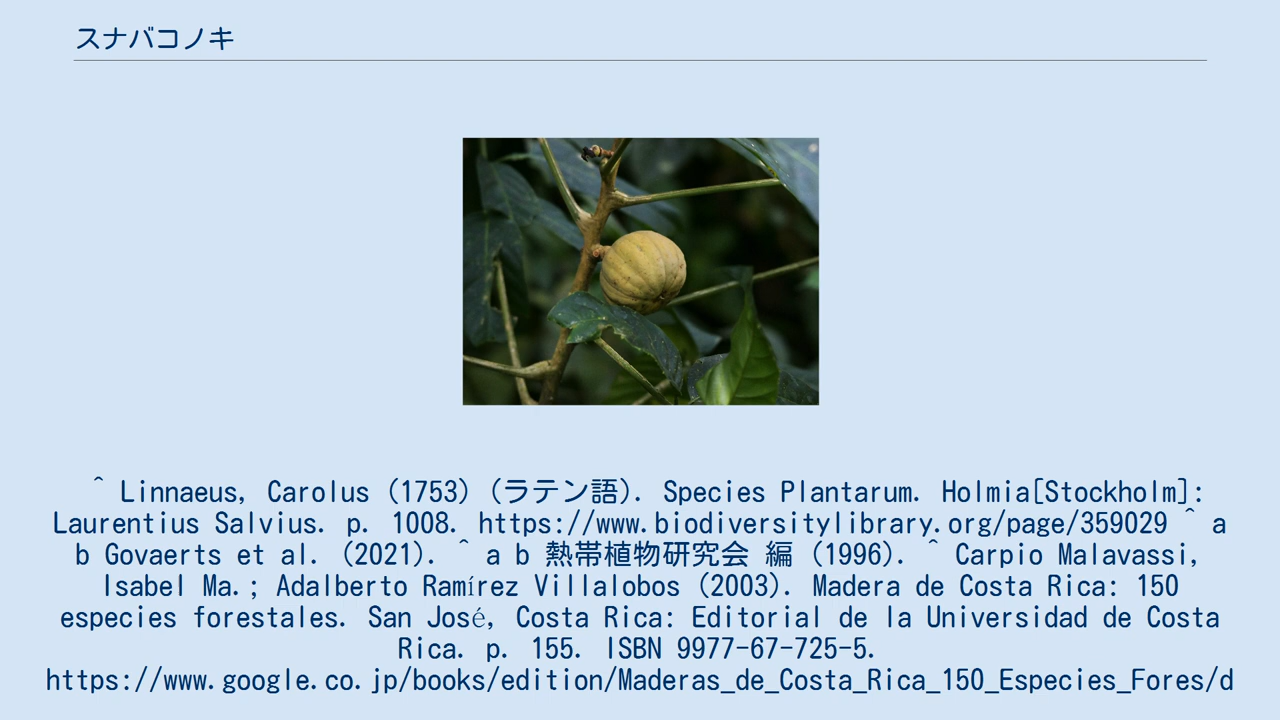 スナバコノキ
^ Linnaeus, Carolus (1753) (ラテン語). Species Plantarum. Holmia[Stockholm]:
Laurentius Salvius. p. 1008. https://www.biodiversitylibrary.org/page/359029 ^ a
b Govaerts et al. (2021). ^ a b 熱帯植物研究会 編 (1996). ^ Carpio Malavassi,
Isabel Ma.; Adalberto Ramírez Villalobos (2003). Madera de Costa Rica: 150
especies forestales. San José, Costa Rica: Editorial de la Universidad de Costa
Rica. p. 155. ISBN 9977-67-725-5.
https://www.google.co.jp/books/edition/Maderas_de_Costa_Rica_150_Especies_Fores/d